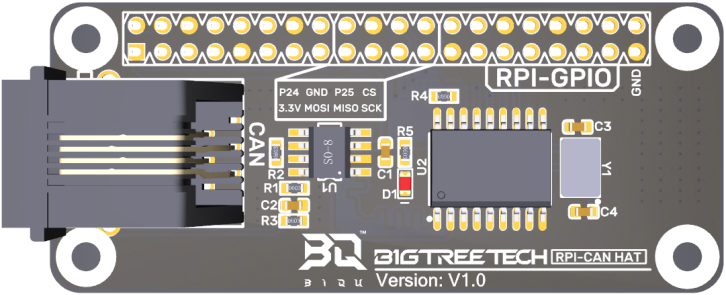 P24 GND P25 CS
3.3V MOSI MISO SCK
RPI-GPIO
GND
R4
CAN
R2
SO-8
U1
C1
R5
D1
U2
C3
Y1
C4
R1
C2
R3
BQ™
BIQU
BIGTREETECH RPI-CAN HAT
Version: V1.0